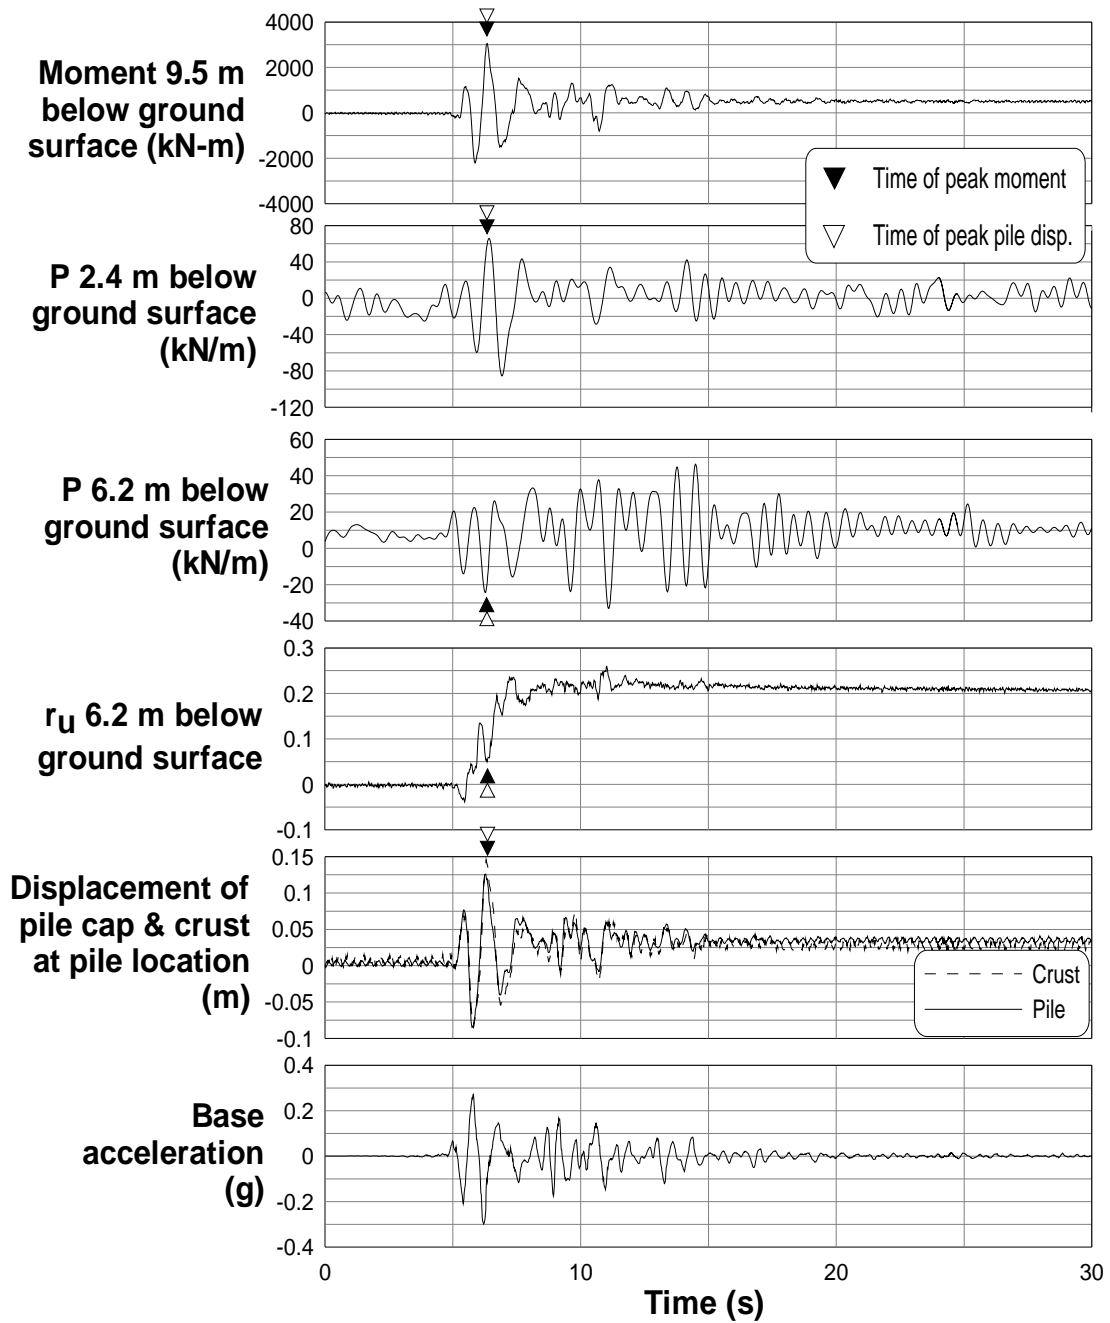 4000
2000
0
-2000
-4000
Moment 9.5 m
below ground
surface (kN-m)
Time of peak moment
Time of peak pile disp.
80
40
0
-40
-80
-120
P 2.4 m below
ground surface
(kN/m)
60
40
20
0
-20
-40
P 6.2 m below
ground surface
(kN/m)
0.3
0.2
0.1
0
-0.1
ru 6.2 m below
ground surface
0.15
0.1
0.05
0
-0.05
-0.1
Displacement of
pile cap & crust
at pile location
(m)
Crust
Pile
0.4
0.2
0
-0.2
-0.4
Base
acceleration
(g)
0 10 20 30
Time (s)